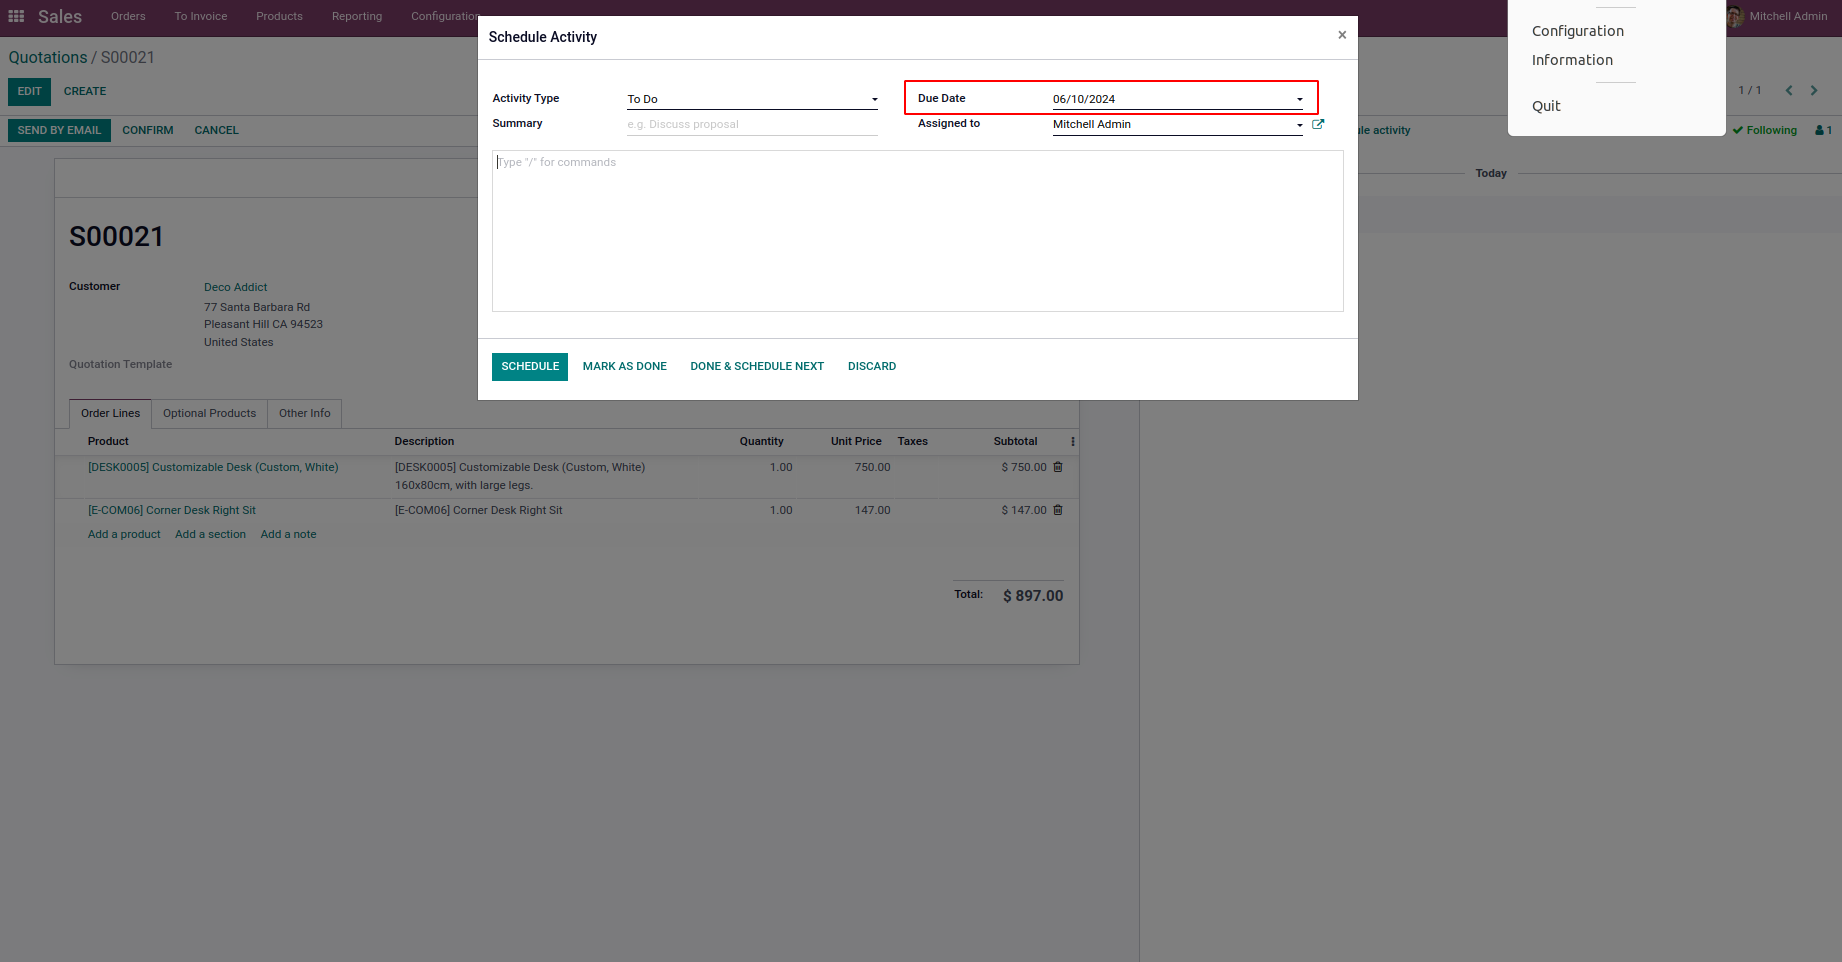 Sales Orders To Invoice Products Reporting Configuration
Mitchell Admin
Quotations / S00021
EDIT CREATE
1 / 1
SEND BY EMAIL CONFIRM CANCEL
activity
Following 1
Today
Schedule Activity
×
Activity Type To Do
Due Date 06/10/2024
Summary e.g. Discuss proposal
Assigned to Mitchell Admin
Type "/" for commands
SCHEDULE MARK AS DONE DONE & SCHEDULE NEXT DISCARD
Configuration
Information
Quit
S00021
Customer Deco Addict
77 Santa Barbara Rd
Pleasant Hill CA 94523
United States
Quotation Template
Order Lines Optional Products Other Info
Product Description Quantity Unit Price Taxes Subtotal
[DESK0005] Customizable Desk (Custom, White) [DESK0005] Customizable Desk (Custom, White) 1.00 750.00 $ 750.00
160x80cm, with large legs.
[E-COM06] Corner Desk Right Sit [E-COM06] Corner Desk Right Sit 1.00 147.00 $ 147.00
Add a product Add a section Add a note
Total: $ 897.00